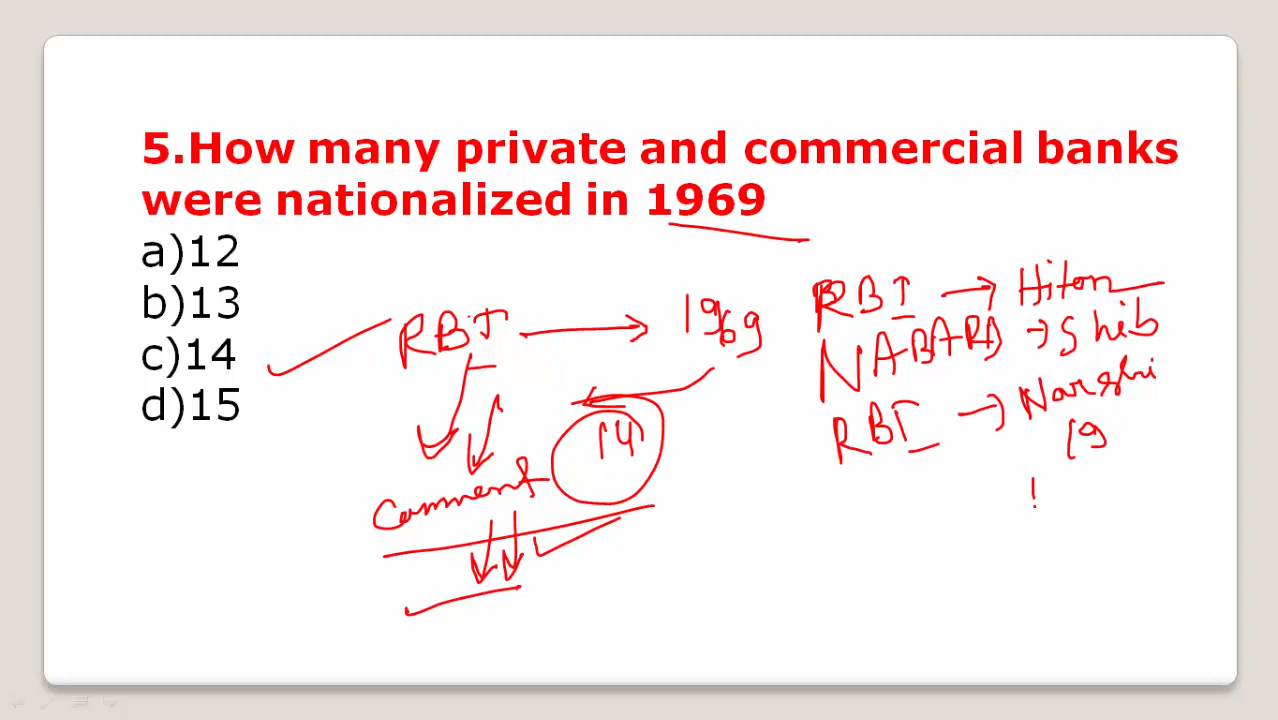 5.How many private and commercial banks
were nationalized in 1969
a)12
b)13
c)14
d)15
RBI → 1969
14
Comment
RBI → Hiton
NABARD → Shib
RBI → Narshi
19